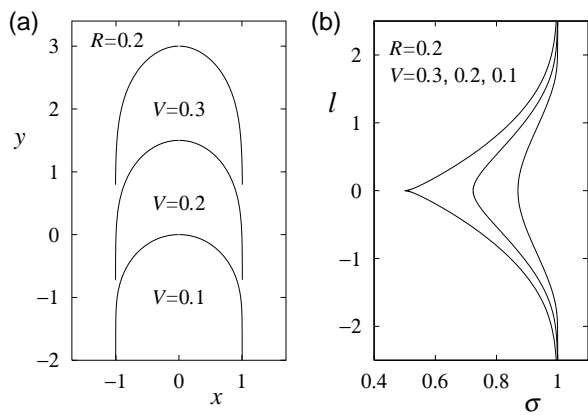 (a)
R=0.2
y
3
2
1
0
−1
−2
V=0.3
V=0.2
V=0.1
−1 0 1
x
(b)
R=0.2
V=0.3, 0.2, 0.1
l
2
1
0
−1
−2
0.4 0.6 0.8 1
σ